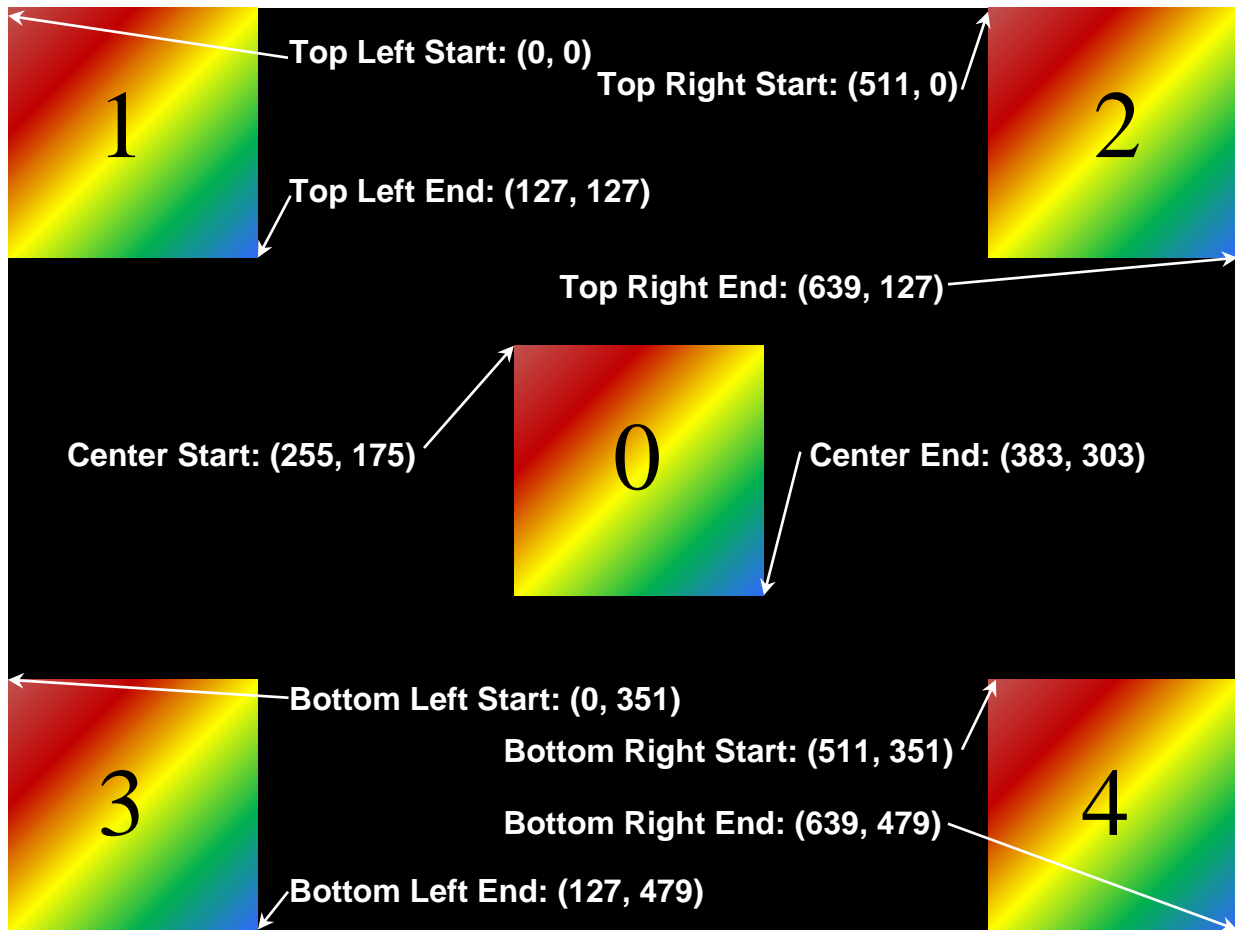 Top Left Start: (0, 0)
Top Right Start: (511, 0)
1
2
Top Left End: (127, 127)
Top Right End: (639, 127)
Center Start: (255, 175)
0
Center End: (383, 303)
Bottom Left Start: (0, 351)
Bottom Right Start: (511, 351)
3
4
Bottom Right End: (639, 479)
Bottom Left End: (127, 479)